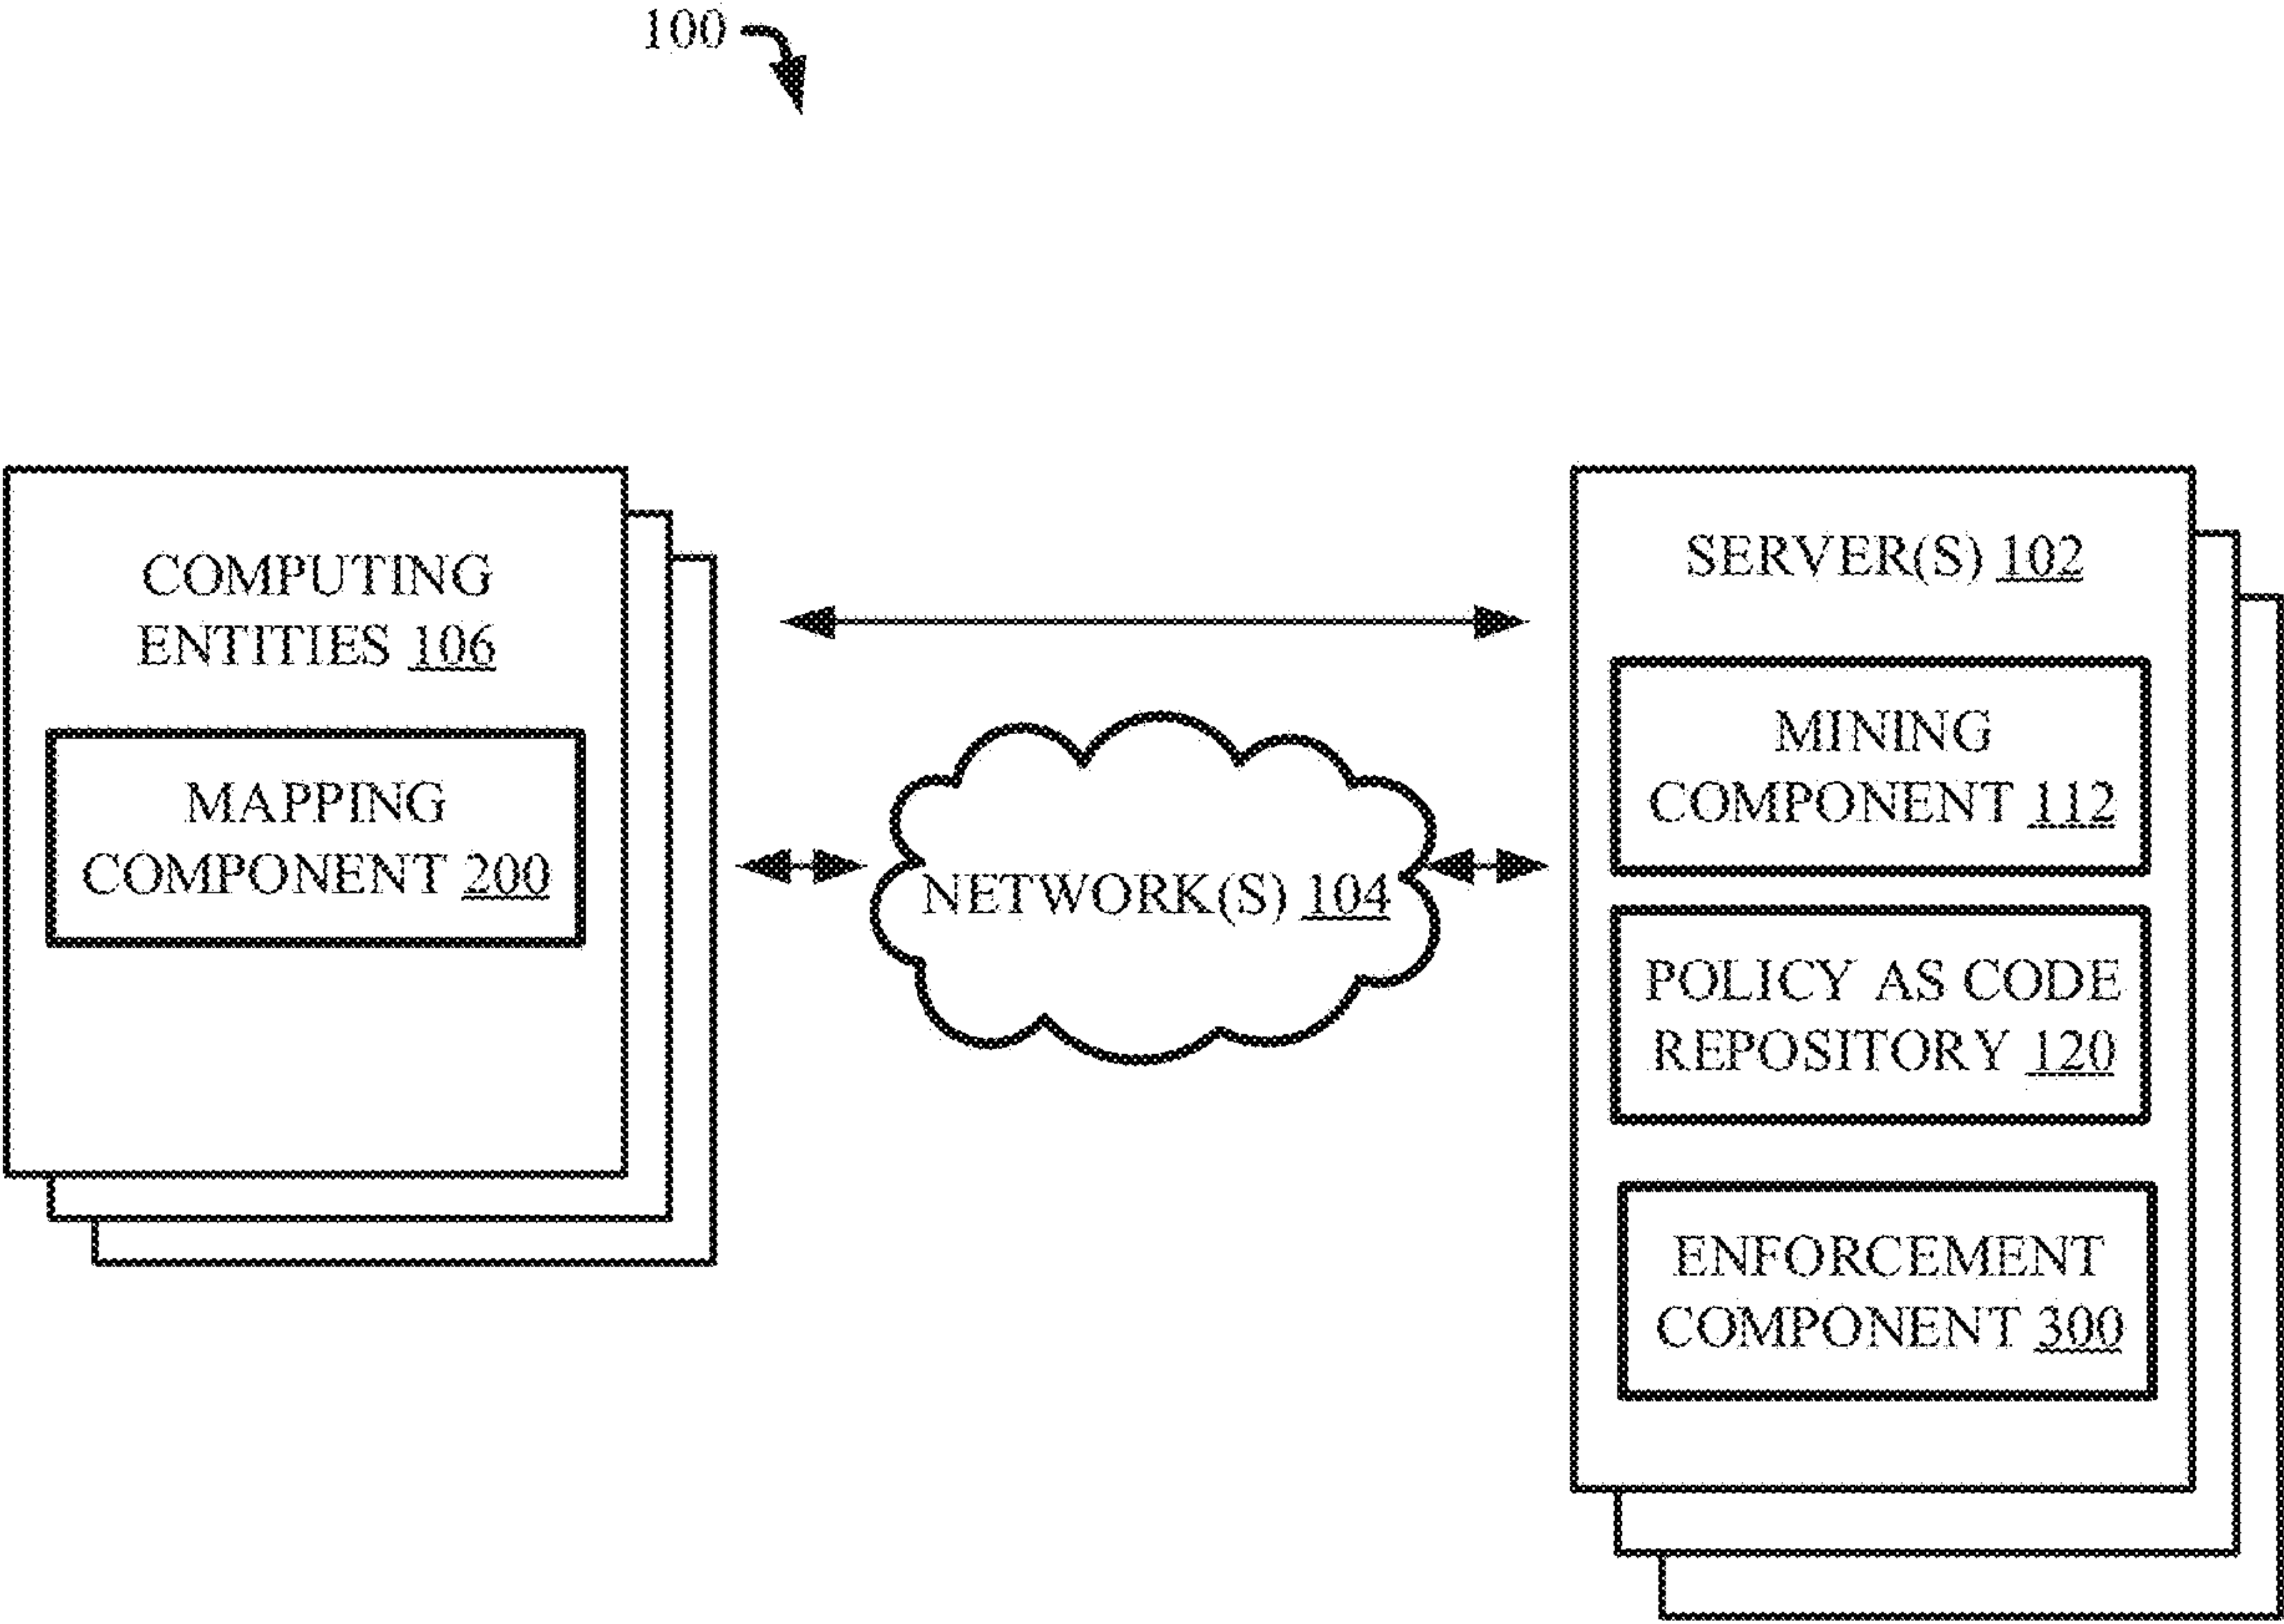 100
COMPUTING
ENTITIES 106
MAPPING
COMPONENT 200
NETWORK(S) 104
SERVER(S) 102
MINING
COMPONENT 112
POLICY AS CODE
REPOSITORY 120
ENFORCEMENT
COMPONENT 300